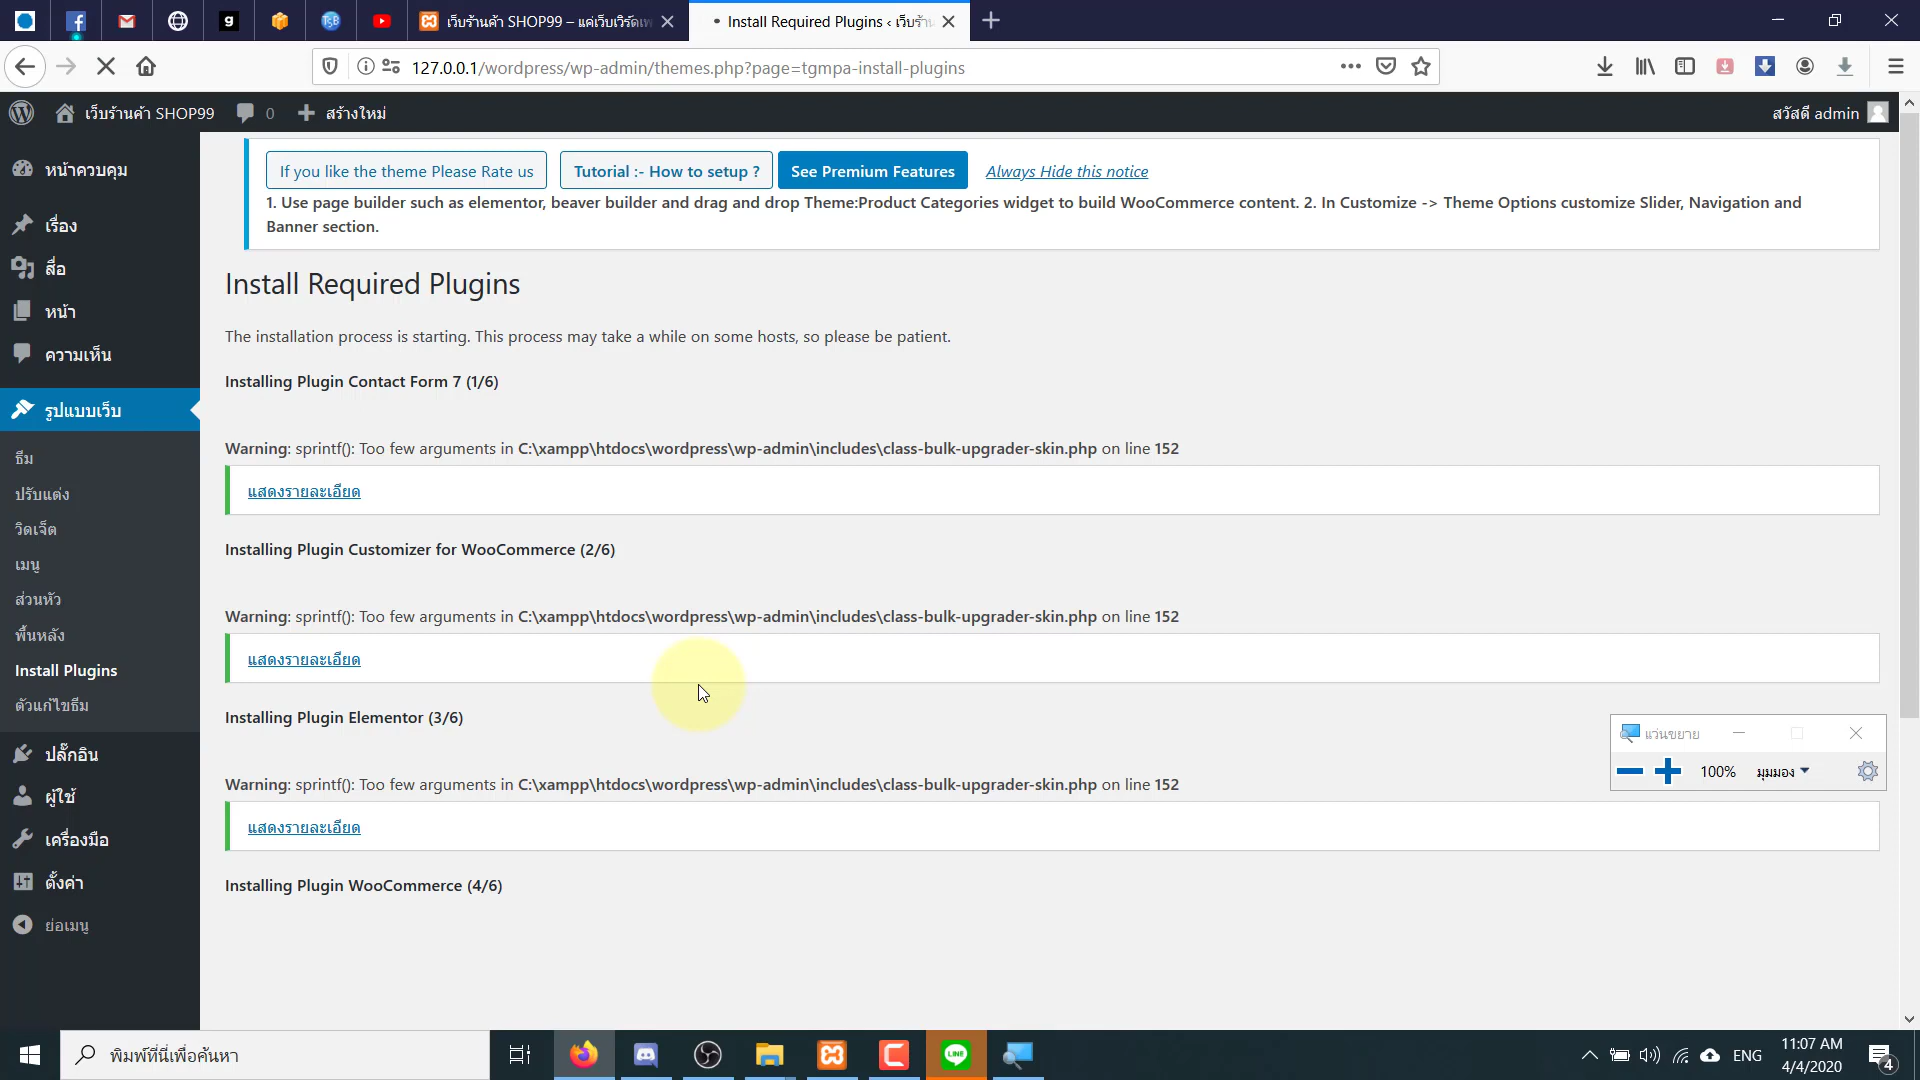 เว็บร้านค้า SHOP99 – แค่เว็บเวิร์ดเพ
Install Required Plugins ‹ เว็บร้าน
127.0.0.1/wordpress/wp-admin/themes.php?page=tgmpa-install-plugins
เว็บร้านค้า SHOP99
0
สร้างใหม่
สวัสดี admin
หน้าควบคุม
เรื่อง
สื่อ
หน้า
ความเห็น
รูปแบบเว็บ
ธีม
ปรับแต่ง
วิดเจ็ต
เมนู
ส่วนหัว
พื้นหลัง
Install Plugins
ตัวแก้ไขธีม
ปลั๊กอิน
ผู้ใช้
เครื่องมือ
ตั้งค่า
ย่อเมนู
If you like the theme Please Rate us
Tutorial :- How to setup ?
See Premium Features
Always Hide this notice
1. Use page builder such as elementor, beaver builder and drag and drop Theme:Product Categories widget to build WooCommerce content. 2. In Customize -> Theme Options customize Slider, Navigation and
Banner section.
Install Required Plugins
The installation process is starting. This process may take a while on some hosts, so please be patient.
Installing Plugin Contact Form 7 (1/6)
Warning: sprintf(): Too few arguments in C:\xampp\htdocs\wordpress\wp-admin\includes\class-bulk-upgrader-skin.php on line 152
แสดงรายละเอียด
Installing Plugin Customizer for WooCommerce (2/6)
Warning: sprintf(): Too few arguments in C:\xampp\htdocs\wordpress\wp-admin\includes\class-bulk-upgrader-skin.php on line 152
แสดงรายละเอียด
Installing Plugin Elementor (3/6)
Warning: sprintf(): Too few arguments in C:\xampp\htdocs\wordpress\wp-admin\includes\class-bulk-upgrader-skin.php on line 152
แสดงรายละเอียด
Installing Plugin WooCommerce (4/6)
แว่นขยาย
100%
มุมมอง
พิมพ์ที่นี่เพื่อค้นหา
LINE
ENG
11:07 AM
4/4/2020
4